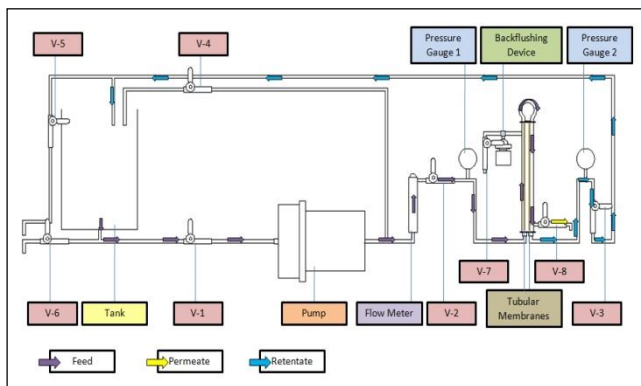 V-5
V-4
Pressure
Gauge 1
Backflushing
Device
Pressure
Gauge 2
V-7
V-8
V-6
Tank
V-1
Pump
Flow Meter
V-2
Tubular
Membranes
V-3
Feed
Permeate
Retentate